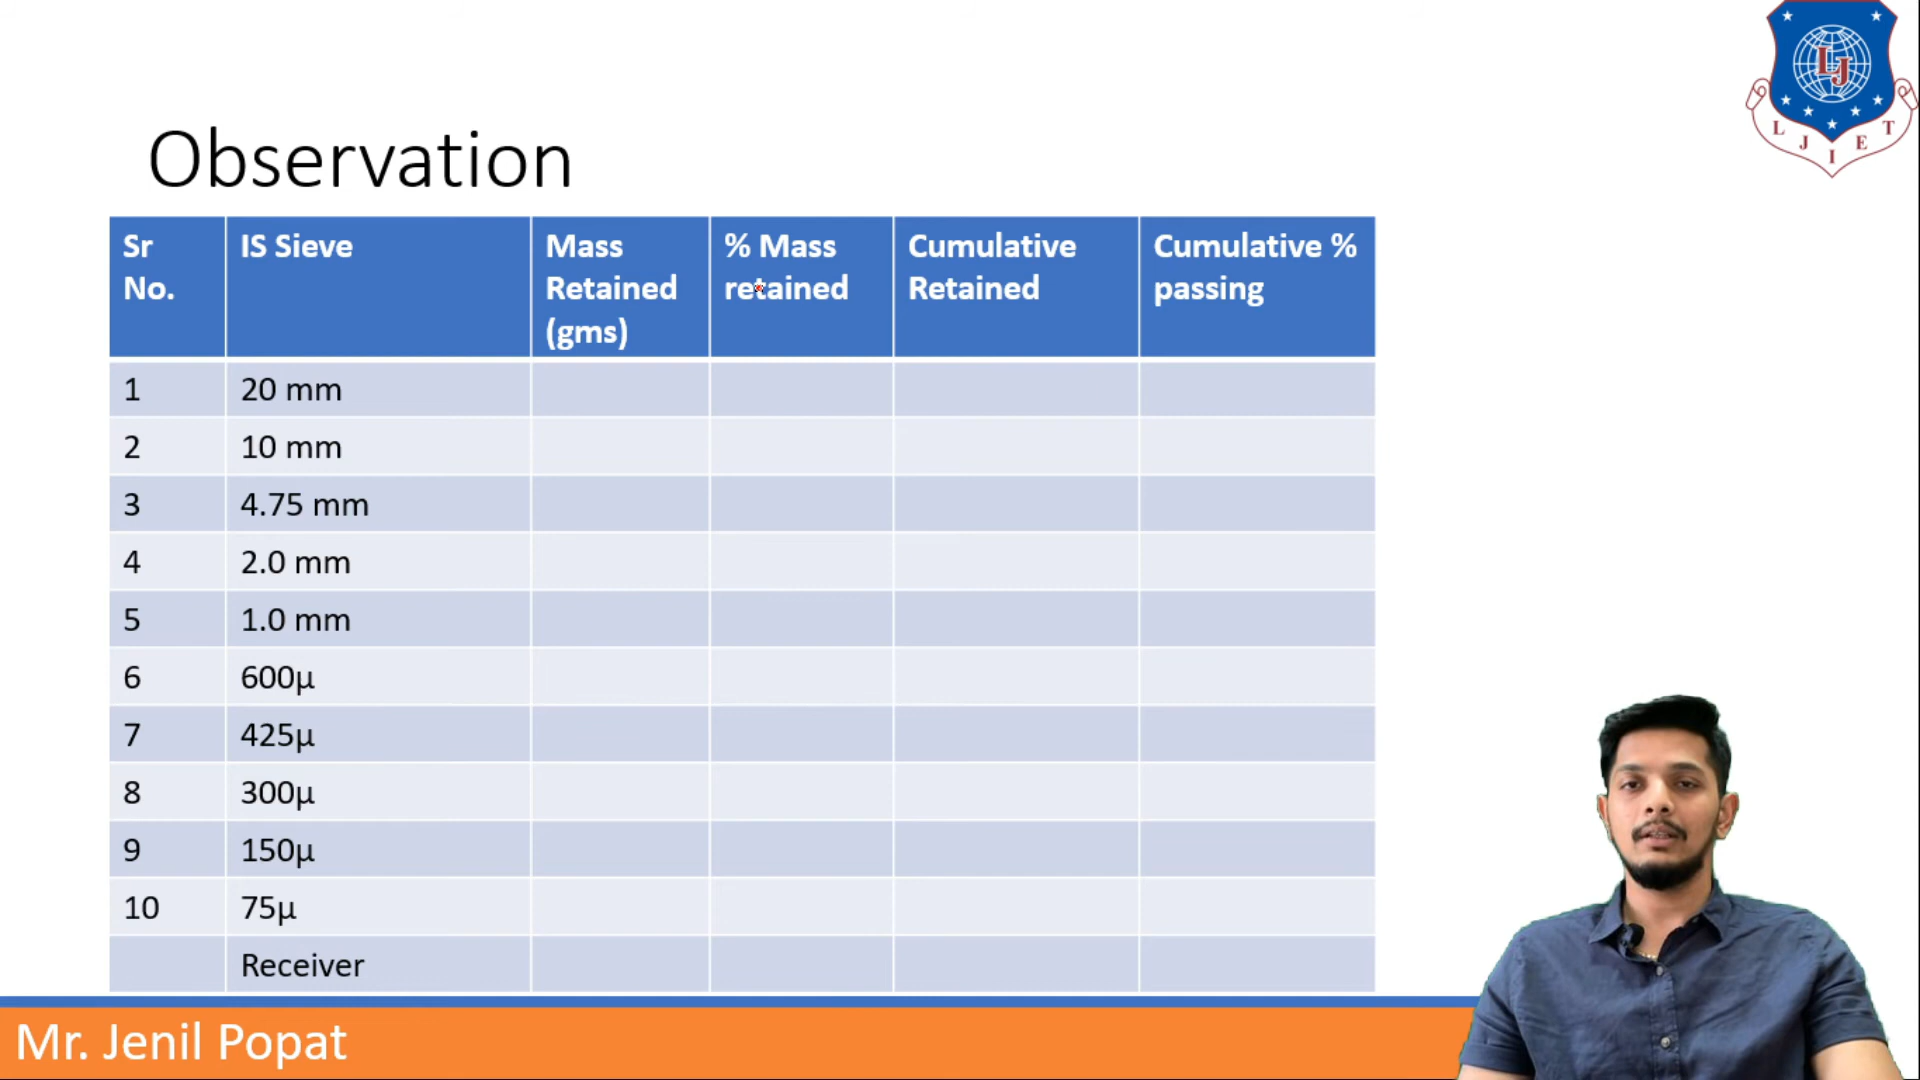 LJ
L J I E T
Observation
Sr No. IS Sieve Mass Retained (gms) % Mass retained Cumulative Retained Cumulative % passing
1 20 mm
2 10 mm
3 4.75 mm
4 2.0 mm
5 1.0 mm
6 600μ
7 425μ
8 300μ
9 150μ
10 75μ
Receiver
Mr. Jenil Popat